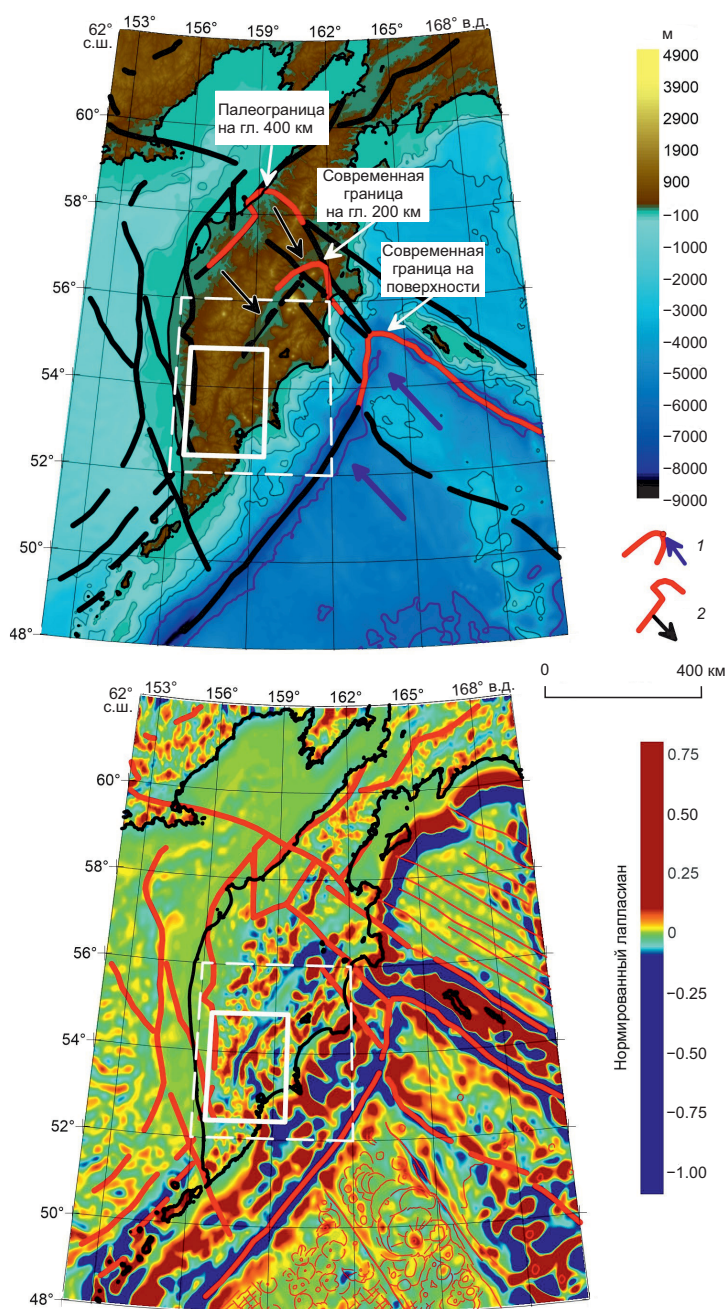 62° 153° 156° 159° 162° 165° 168° в.д.
с.ш.
60°
58°
56°
54°
52°
50°
48°
Палеограница
на гл. 400 км
Современная
граница
на гл. 200 км
Современная
граница на
поверхности
м
4900
3900
2900
1900
900
−100
−1000
−2000
−3000
−4000
−5000
−6000
−7000
−8000
−9000
1
2
0 400 км
62° 153° 156° 159° 162° 165° 168° в.д.
с.ш.
60°
58°
56°
54°
52°
50°
48°
Нормированный лапласиан
0.75
0.50
0.25
0
−0.25
−0.50
−0.75
−1.00